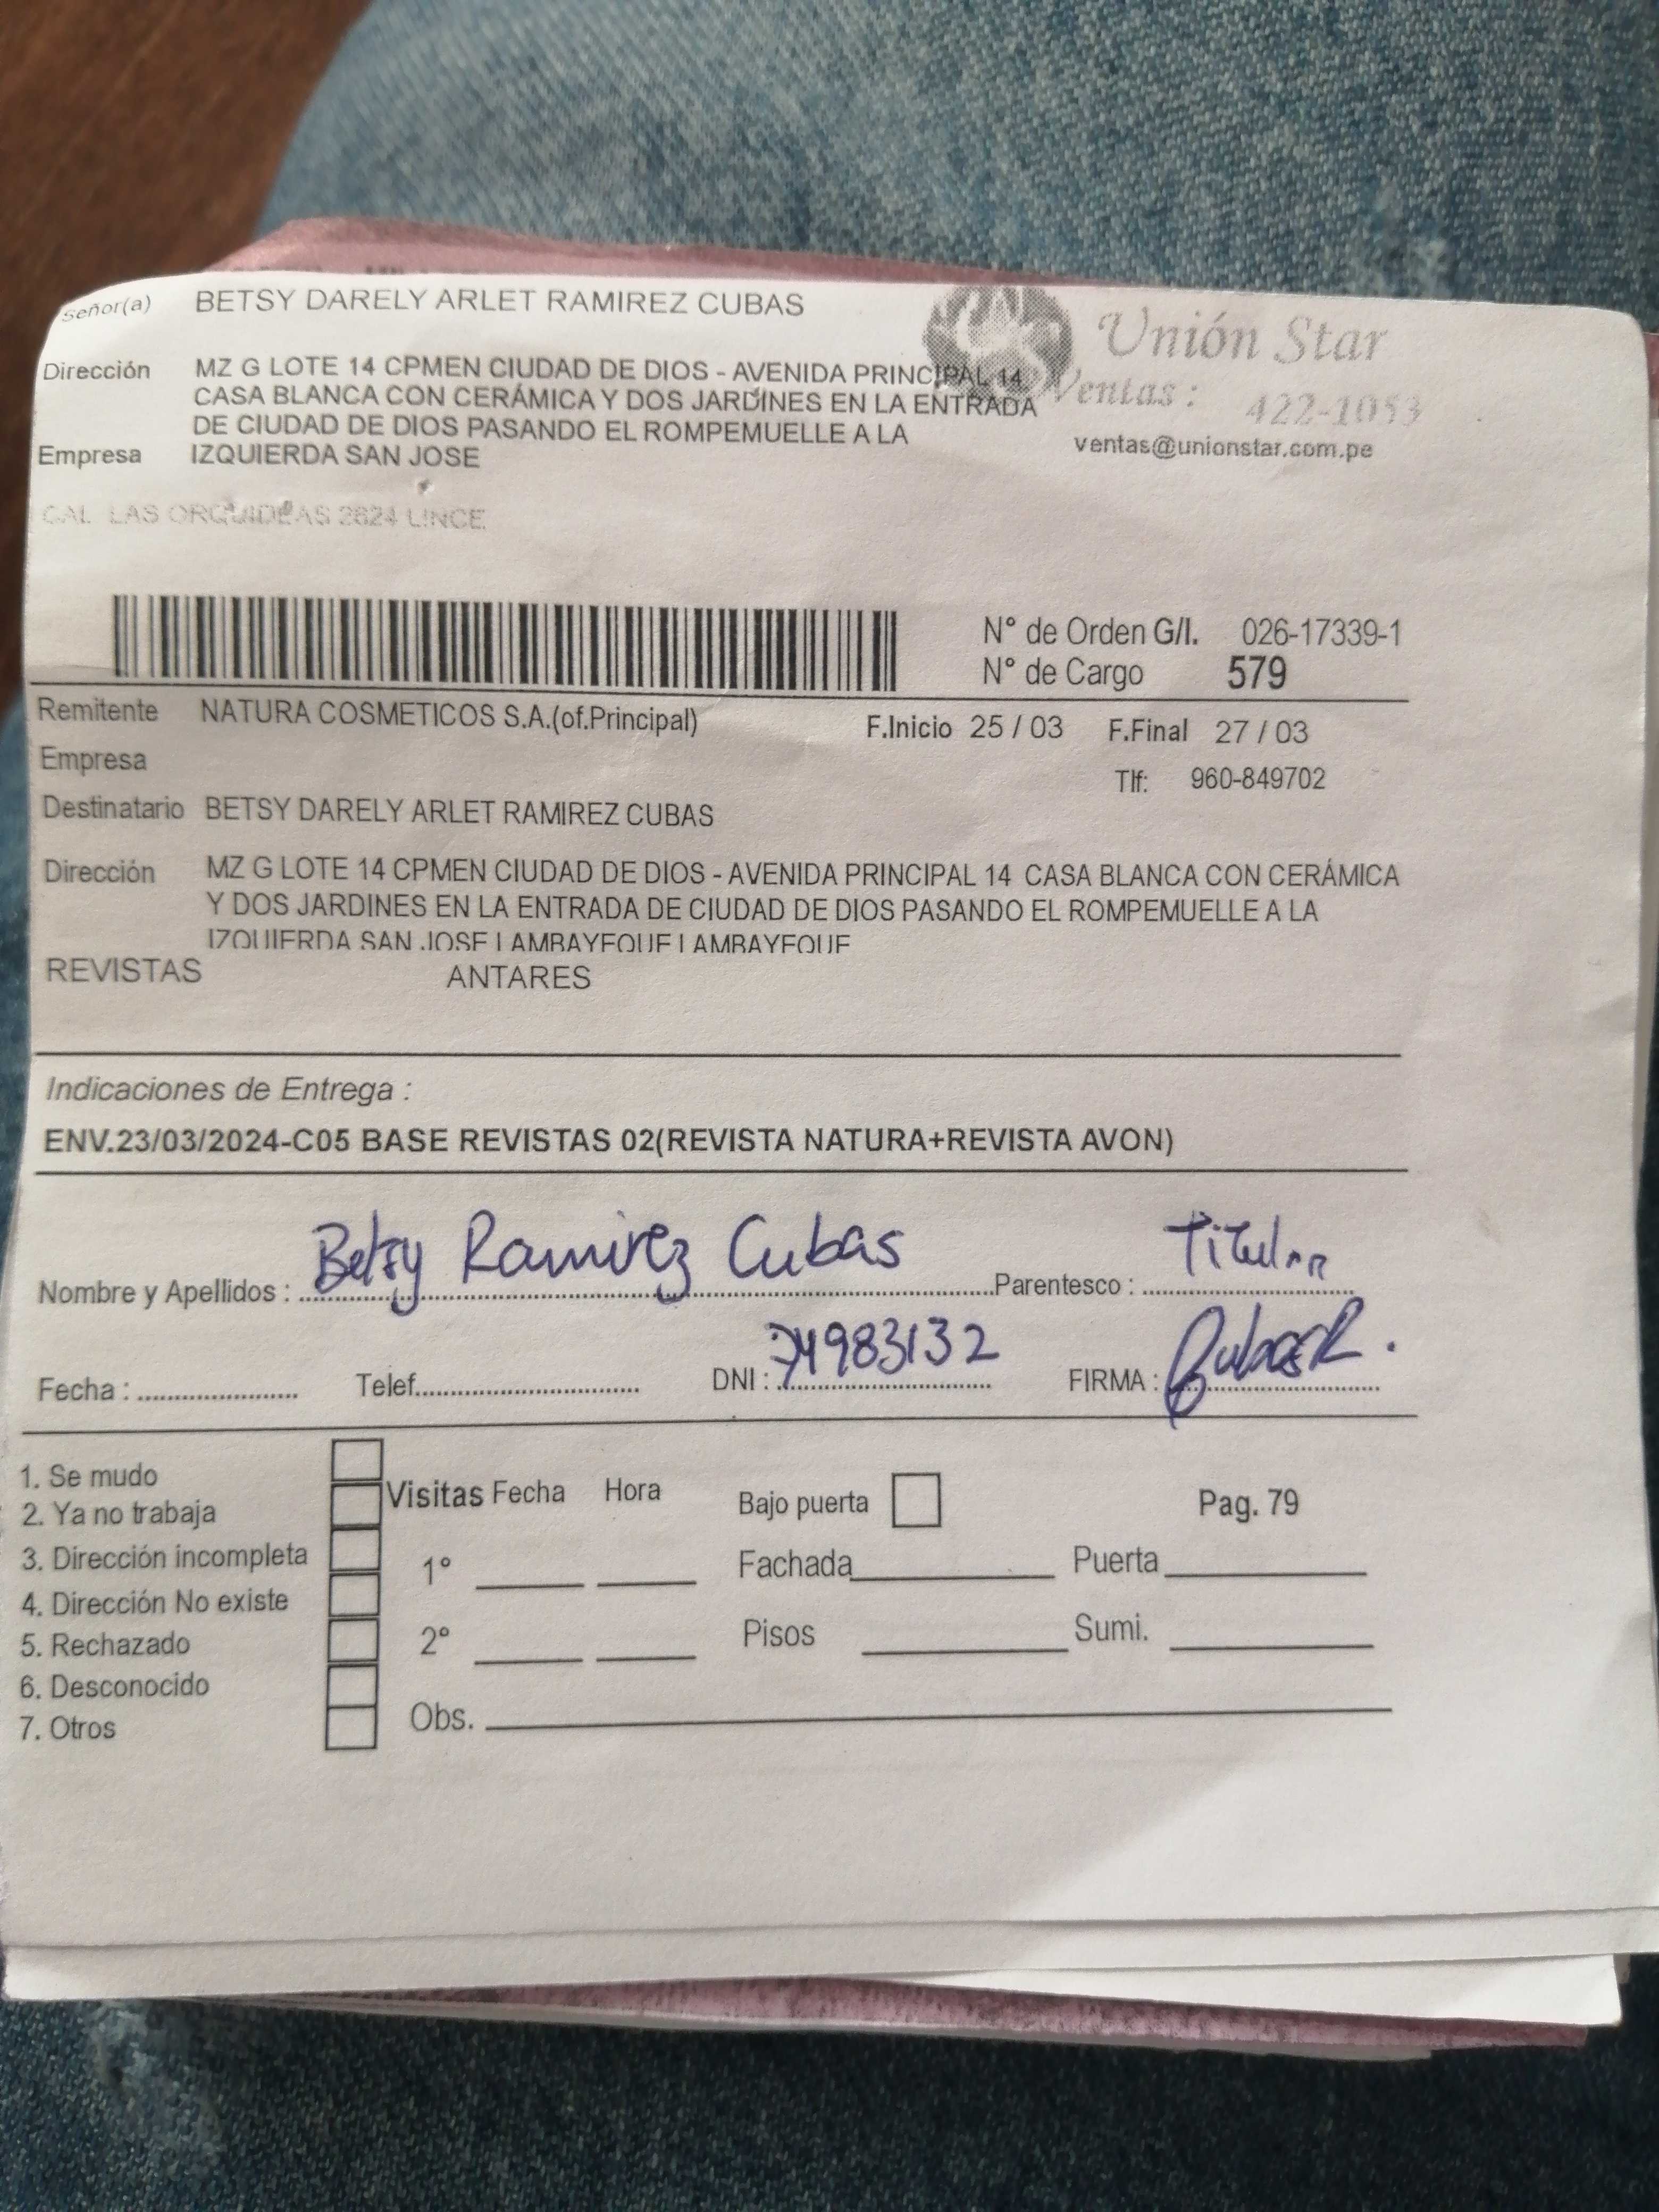 Señor(a) BETSY DARELY ARLET RAMIREZ CUBAS
Unión Star
Ventas: 422-1053
ventas@unionstar.com.pe
Dirección MZ G LOTE 14 CPMEN CIUDAD DE DIOS - AVENIDA PRINCIPAL 14
CASA BLANCA CON CERÁMICA Y DOS JARDINES EN LA ENTRADA
DE CIUDAD DE DIOS PASANDO EL ROMPEMUELLE A LA
Empresa IZQUIERDA SAN JOSE
CAL LAS ORQUIDEAS 2624 LINCE
N° de Orden G/I. 026-17339-1
N° de Cargo 579
Remitente NATURA COSMETICOS S.A.(of.Principal) F.Inicio 25 / 03 F.Final 27 / 03
Empresa
Tlf: 960-849702
Destinatario BETSY DARELY ARLET RAMIREZ CUBAS
Dirección MZ G LOTE 14 CPMEN CIUDAD DE DIOS - AVENIDA PRINCIPAL 14 CASA BLANCA CON CERÁMICA
Y DOS JARDINES EN LA ENTRADA DE CIUDAD DE DIOS PASANDO EL ROMPEMUELLE A LA
IZQUIERDA SAN JOSE LAMBAYEQUE LAMBAYEQUE
REVISTAS ANTARES
Indicaciones de Entrega :
ENV.23/03/2024-C05 BASE REVISTAS 02(REVISTA NATURA+REVISTA AVON)
Nombre y Apellidos : Betsy Ramirez Cubas Parentesco : Titular
Fecha : Telef. DNI : 74983132 FIRMA : CubasR.
1. Se mudo
2. Ya no trabaja
3. Dirección incompleta
4. Dirección No existe
5. Rechazado
6. Desconocido
7. Otros
Visitas Fecha Hora Bajo puerta Pag. 79
1° Fachada Puerta
2° Pisos Sumi.
Obs.